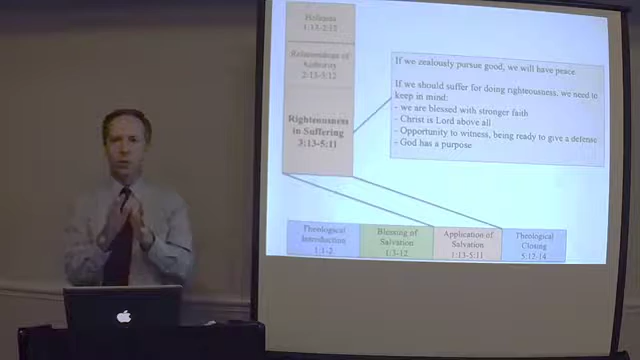 Holiness
1:13-2:12
Relationships of
Authority
2:13-3:12
Righteousness
in Suffering
3:13-5:11
If we zealously pursue good, we will have peace
If we should suffer for doing righteousness, we need to
keep in mind:
- we are blessed with stronger faith
- Christ is Lord above all
- Opportunity to witness, being ready to give a defense
- God has a purpose
Theological
Introduction
1:1-2
Blessing of
Salvation
1:3-12
Application of
Salvation
1:13-5:11
Theological
Closing
5:12-14